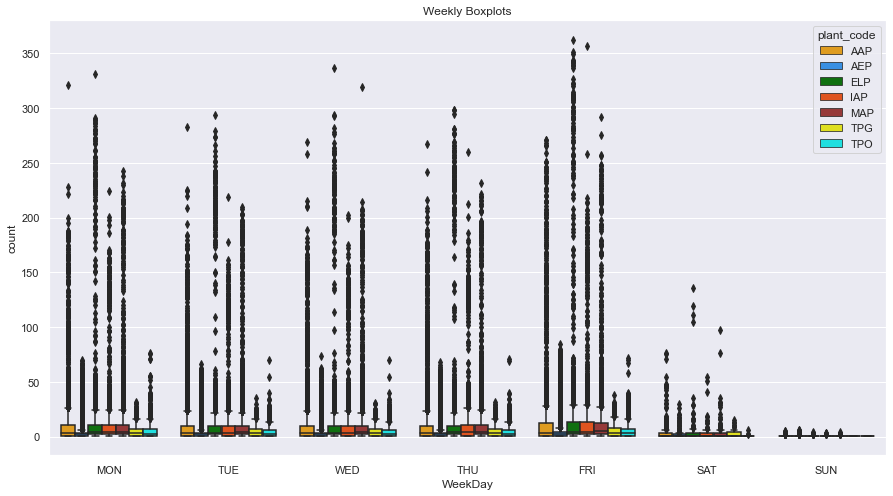 Weekly Boxplots
plant_code
AAP
AEP
ELP
IAP
MAP
TPG
TPO
350
300
250
200
150
100
50
0
count
MON TUE WED THU FRI SAT SUN
WeekDay